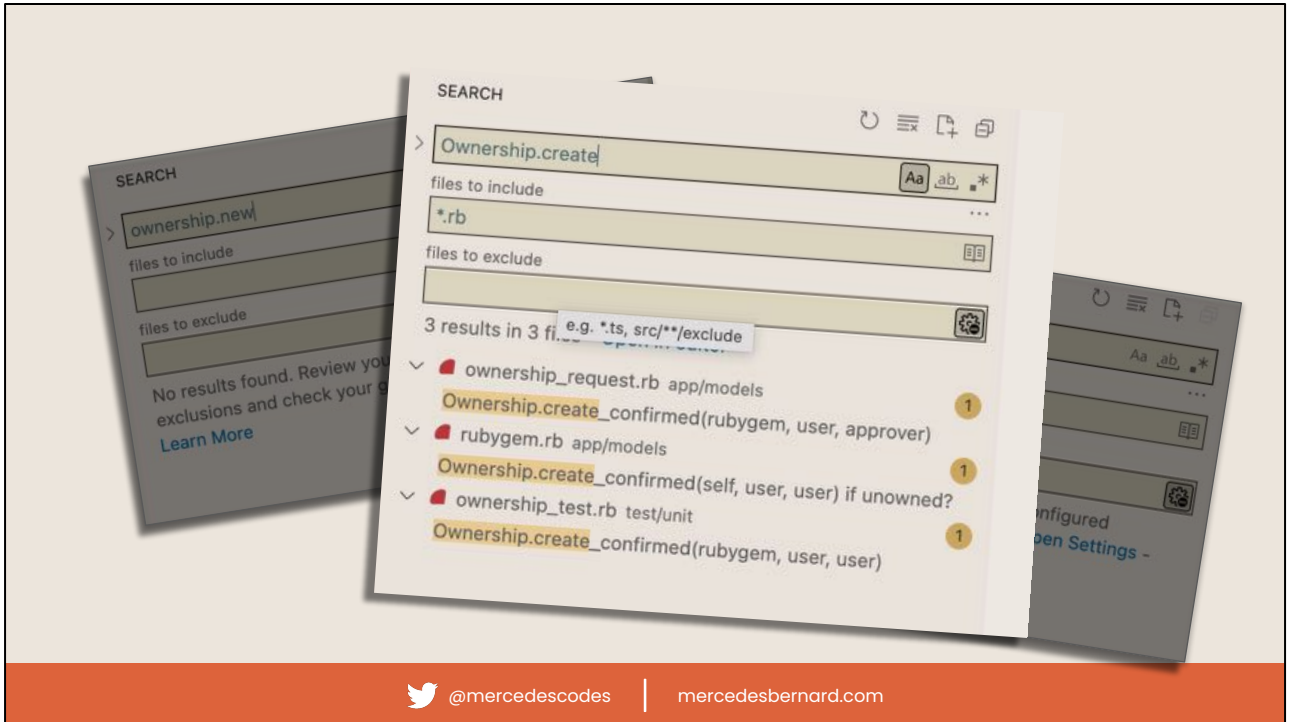 SEARCH
ownership.new
files to include
files to exclude
No results found. Review you
exclusions and check your g
Learn More
SEARCH
Ownership.create
Aa ab .*
files to include
...
*.rb
files to exclude
e.g. *.ts, src/**/exclude
3 results in 3 fi
ownership_request.rb app/models
1
Ownership.create_confirmed(rubygem, user, approver)
rubygem.rb app/models
1
Ownership.create_confirmed(self, user, user) if unowned?
ownership_test.rb test/unit
1
Ownership.create_confirmed(rubygem, user, user)
Aa ab .*
...
nfigured
pen Settings -
@mercedescodes
mercedesbernard.com